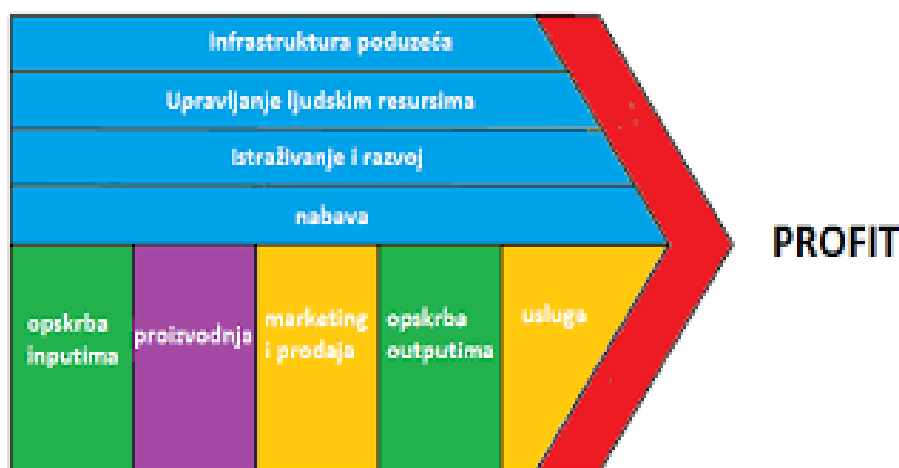 Infrastruktura poduzeća
Upravljanje ljudskim resursima
Istraživanje i razvoj
nabava
PROFIT
opskrba
inputima
proizvodnja
marketing
i prodaja
opskrba
outputima
usluga